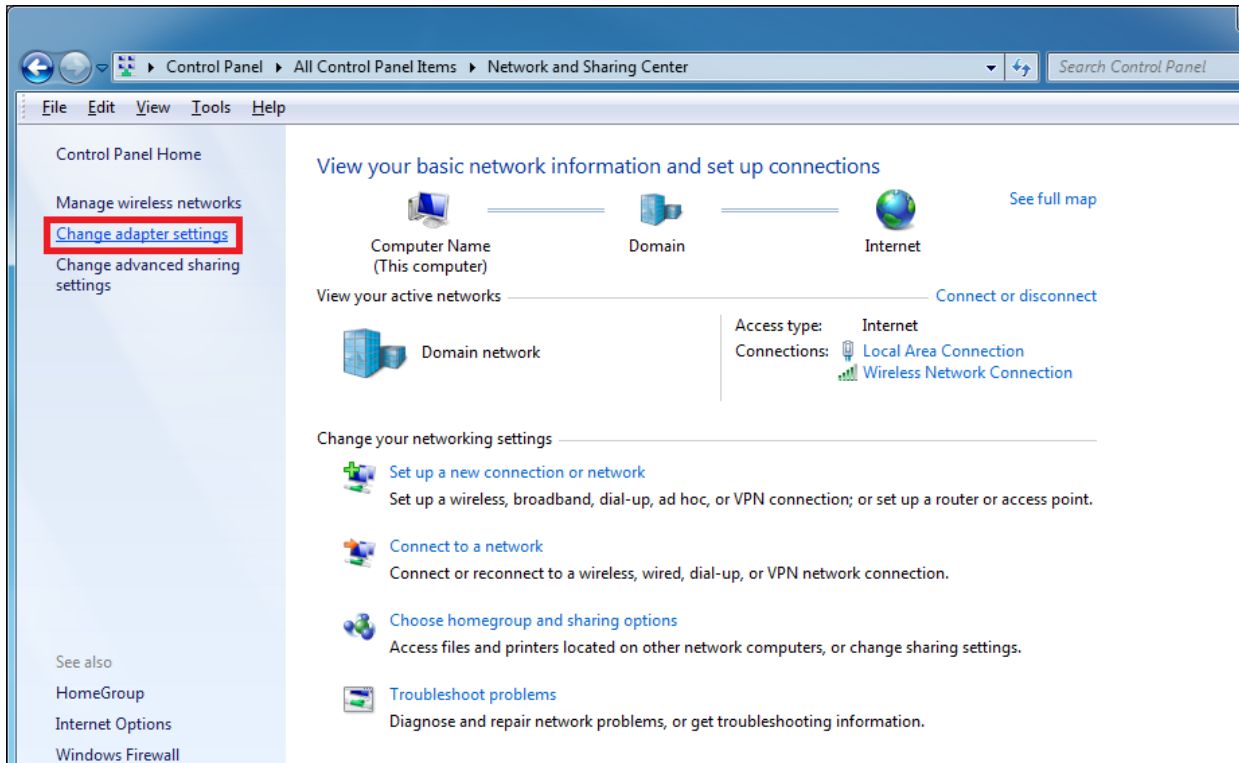 Control Panel All Control Panel Items Network and Sharing Center Search Control Panel
File Edit View Tools Help
Control Panel Home
Manage wireless networks
Change adapter settings
Change advanced sharing
settings
See also
HomeGroup
Internet Options
Windows Firewall
View your basic network information and set up connections
See full map
Computer Name Domain Internet
(This computer)
View your active networks Connect or disconnect
Domain network
Access type: Internet
Connections: Local Area Connection
Wireless Network Connection
Change your networking settings
Set up a new connection or network
Set up a wireless, broadband, dial-up, ad hoc, or VPN connection; or set up a router or access point.
Connect to a network
Connect or reconnect to a wireless, wired, dial-up, or VPN network connection.
Choose homegroup and sharing options
Access files and printers located on other network computers, or change sharing settings.
Troubleshoot problems
Diagnose and repair network problems, or get troubleshooting information.